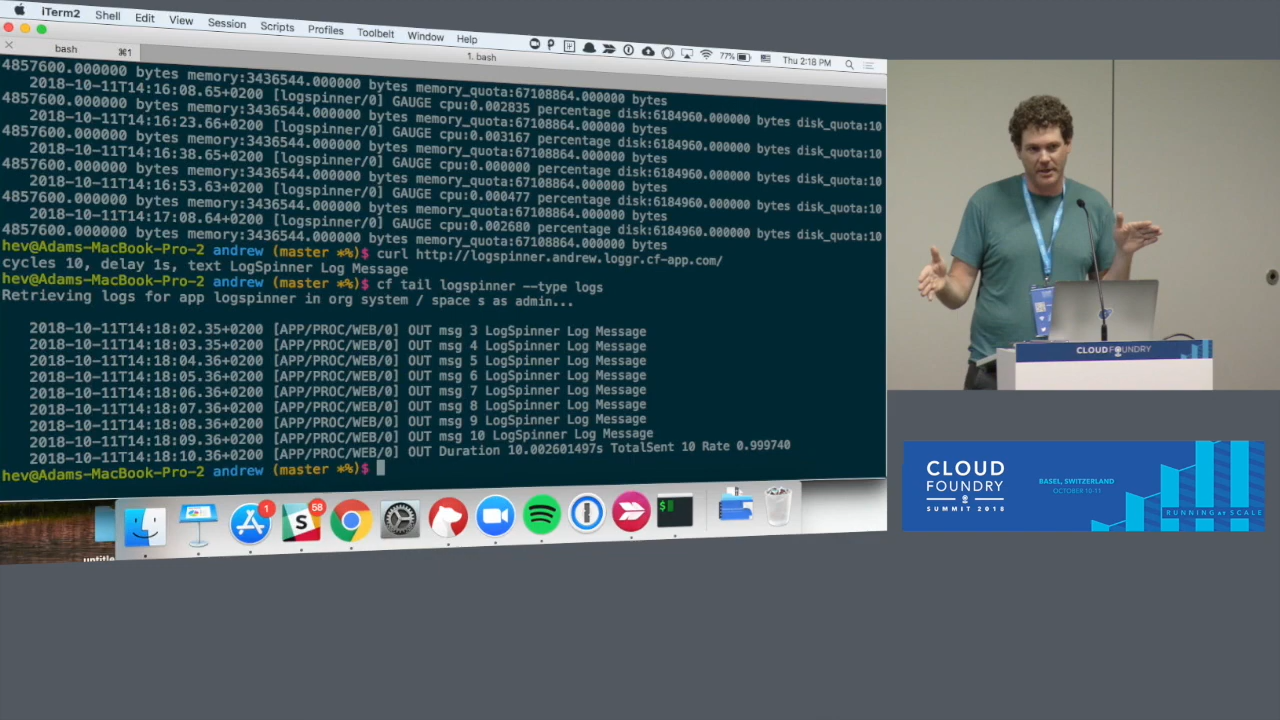 iTerm2 Shell Edit View Session Scripts Profiles Toolbelt Window Help 77% Thu 2:18 PM
bash ⌘1 1. bash
4857600.000000 bytes memory:3436544.000000 bytes memory_quota:67108864.000000 bytes
2018-10-11T14:16:08.65+0200 [logspinner/0] GAUGE cpu:0.002835 percentage disk:6184960.000000 bytes disk_quota:10
4857600.000000 bytes memory:3436544.000000 bytes memory_quota:67108864.000000 bytes
2018-10-11T14:16:23.66+0200 [logspinner/0] GAUGE cpu:0.003167 percentage disk:6184960.000000 bytes disk_quota:10
4857600.000000 bytes memory:3436544.000000 bytes memory_quota:67108864.000000 bytes
2018-10-11T14:16:38.65+0200 [logspinner/0] GAUGE cpu:0.000000 percentage disk:6184960.000000 bytes disk_quota:10
4857600.000000 bytes memory:3436544.000000 bytes memory_quota:67108864.000000 bytes
2018-10-11T14:16:53.63+0200 [logspinner/0] GAUGE cpu:0.000477 percentage disk:6184960.000000 bytes disk_quota:10
4857600.000000 bytes memory:3436544.000000 bytes memory_quota:67108864.000000 bytes
2018-10-11T14:17:08.64+0200 [logspinner/0] GAUGE cpu:0.002680 percentage disk:6184960.000000 bytes disk_quota:10
4857600.000000 bytes memory:3436544.000000 bytes memory_quota:67108864.000000 bytes
hev@Adams-MacBook-Pro-2 andrew (master *%)$ curl http://logspinner.andrew.loggr.cf-app.com/
cycles 10, delay 1s, text LogSpinner Log Message
hev@Adams-MacBook-Pro-2 andrew (master *%)$ cf tail logspinner --type logs
Retrieving logs for app logspinner in org system / space s as admin...
2018-10-11T14:18:02.35+0200 [APP/PROC/WEB/0] OUT msg 3 LogSpinner Log Message
2018-10-11T14:18:03.35+0200 [APP/PROC/WEB/0] OUT msg 4 LogSpinner Log Message
2018-10-11T14:18:04.36+0200 [APP/PROC/WEB/0] OUT msg 5 LogSpinner Log Message
2018-10-11T14:18:05.36+0200 [APP/PROC/WEB/0] OUT msg 6 LogSpinner Log Message
2018-10-11T14:18:06.36+0200 [APP/PROC/WEB/0] OUT msg 7 LogSpinner Log Message
2018-10-11T14:18:07.36+0200 [APP/PROC/WEB/0] OUT msg 8 LogSpinner Log Message
2018-10-11T14:18:08.36+0200 [APP/PROC/WEB/0] OUT msg 9 LogSpinner Log Message
2018-10-11T14:18:09.36+0200 [APP/PROC/WEB/0] OUT msg 10 LogSpinner Log Message
2018-10-11T14:18:10.36+0200 [APP/PROC/WEB/0] OUT Duration 10.002601497s TotalSent 10 Rate 0.999740
hev@Adams-MacBook-Pro-2 andrew (master *%)$
1
58
CLOUD FOUNDRY
CLOUD
FOUNDRY
SUMMIT 2018
BASEL, SWITZERLAND
OCTOBER 10-11
RUNNING at SCALE